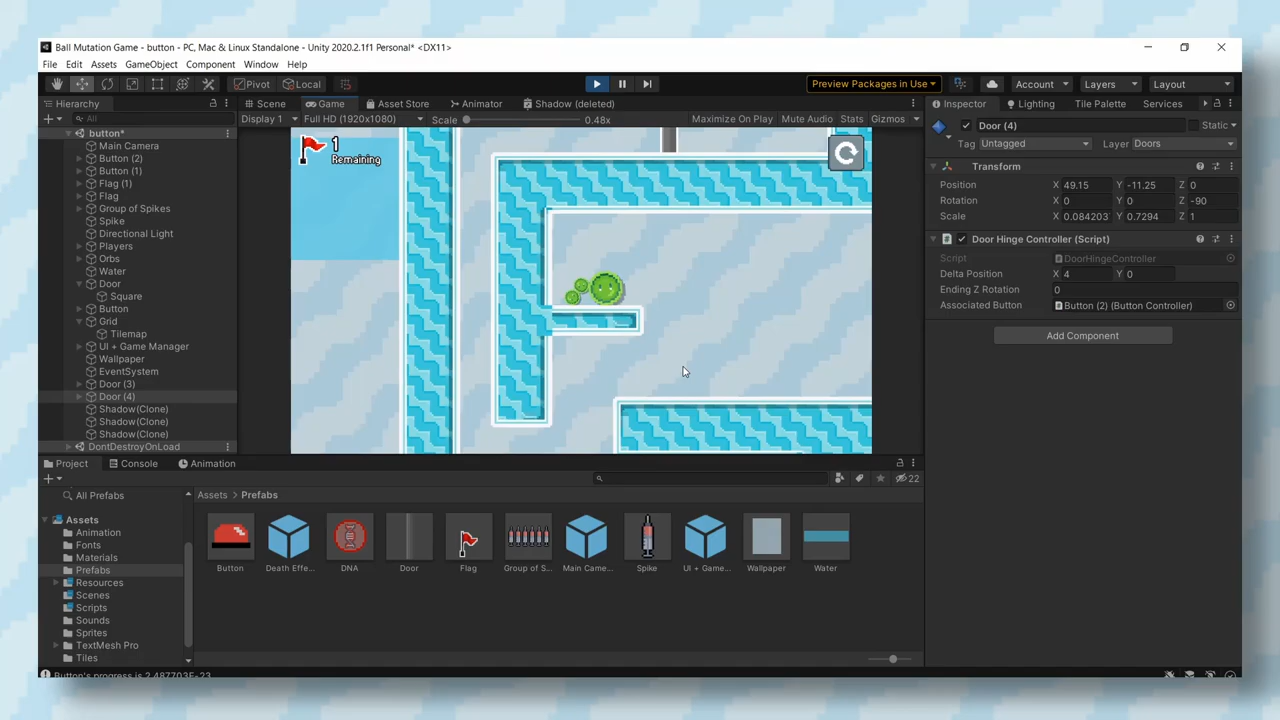 Ball Mutation Game - button - PC, Mac & Linux Standalone - Unity 2020.2.1f1 Personal* <DX11>
File Edit Assets GameObject Component Window Help
Pivot Local Preview Packages in Use Account Layers Layout
Hierarchy Scene Game Asset Store Animator Shadow (deleted) Inspector Lighting Tile Palette Services
All Display 1 Full HD (1920x1080) Scale 0.48x Maximize On Play Mute Audio Stats Gizmos
button*
Main Camera
Button (2)
Button (1)
Flag (1)
Flag
Group of Spikes
Spike
Directional Light
Players
Orbs
Water
Door
Square
Button
Grid
Tilemap
UI + Game Manager
Wallpaper
EventSystem
Door (3)
Door (4)
Shadow(Clone)
Shadow(Clone)
Shadow(Clone)
DontDestroyOnLoad
1
Remaining
Door (4) Static
Tag Untagged Layer Doors
Transform
Position X 49.15 Y -11.25 Z 0
Rotation X 0 Y 0 Z -90
Scale X 0.084203 Y 0.7294 Z 1
Door Hinge Controller (Script)
Script DoorHingeController
Delta Position X 4 Y 0
Ending Z Rotation 0
Associated Button Button (2) (Button Controller)
Add Component
Project Console Animation
22
All Prefabs
Assets
Animation
Fonts
Materials
Prefabs
Resources
Scenes
Scripts
Sounds
Sprites
TextMesh Pro
Tiles
Assets Prefabs
Button Death Effe... DNA Door Flag Group of S... Main Came... Spike UI + Game... Wallpaper Water
Button's progress is 2.487703E-23